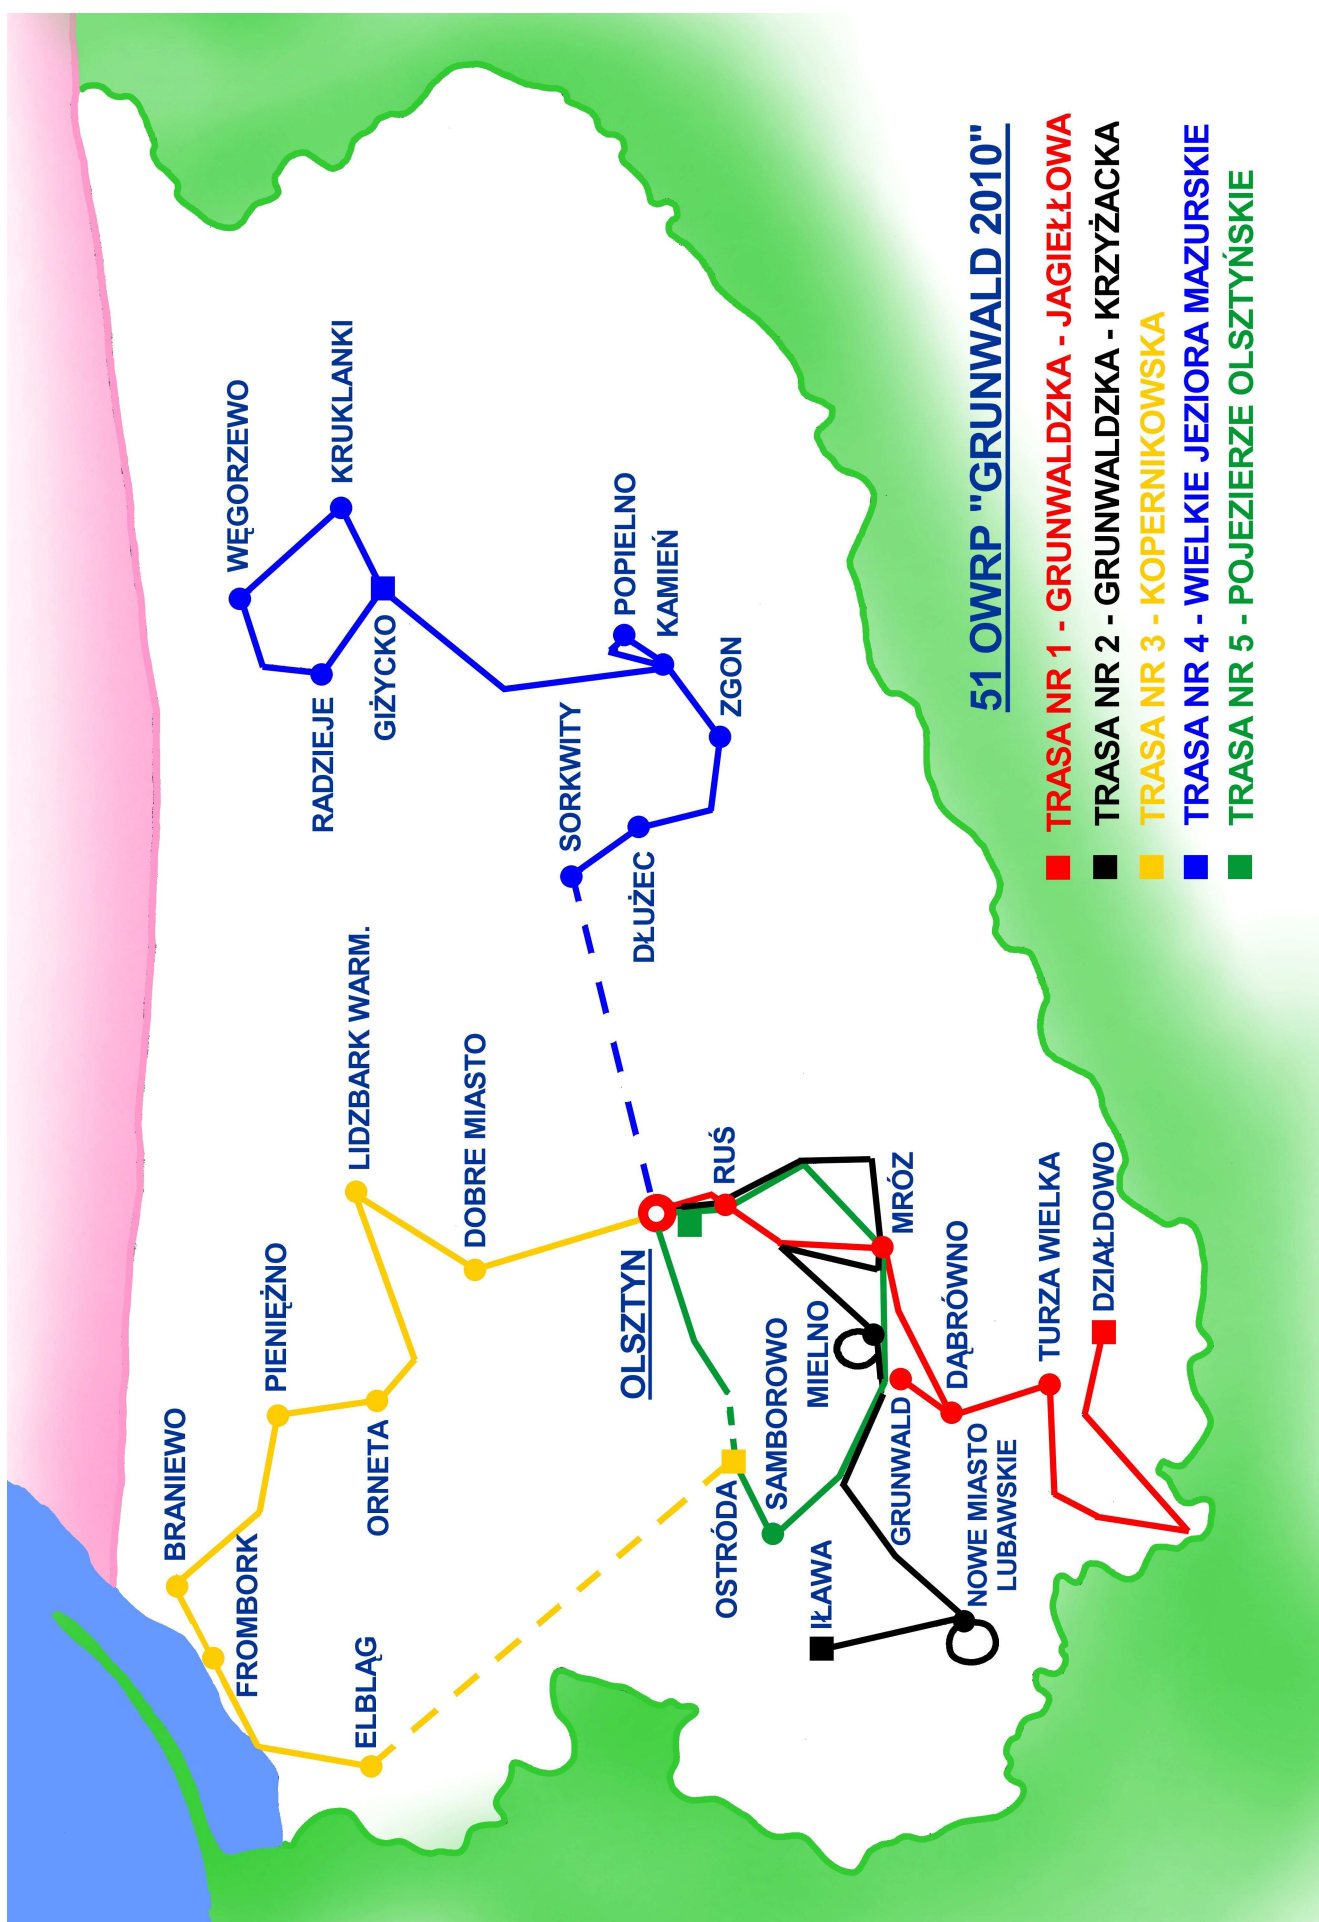 WĘGORZEWO
KRUKLANKI
RADZIEJE
GIŻYCKO
POPIELNO
KAMIEŃ
ZGON
SORKWITY
DŁUŻEC
LIDZBARK WARM.
DOBRE MIASTO
PIENIĘŻNO
ORNETA
BRANIEWO
FROMBORK
ELBLĄG
OLSZTYN
RUŚ
MRÓZ
MIELNO
SAMBOROWO
OSTRÓDA
IŁAWA
GRUNWALD
DĄBRÓWNO
NOWE MIASTO
LUBAWSKIE
TURZA WIELKA
DZIAŁDOWO
51 OWRP "GRUNWALD 2010"
TRASA NR 1 - GRUNWALDZKA - JAGIEŁŁOWA
TRASA NR 2 - GRUNWALDZKA - KRZYŻACKA
TRASA NR 3 - KOPERNIKOWSKA
TRASA NR 4 - WIELKIE JEZIORA MAZURSKIE
TRASA NR 5 - POJEZIERZE OLSZTYŃSKIE